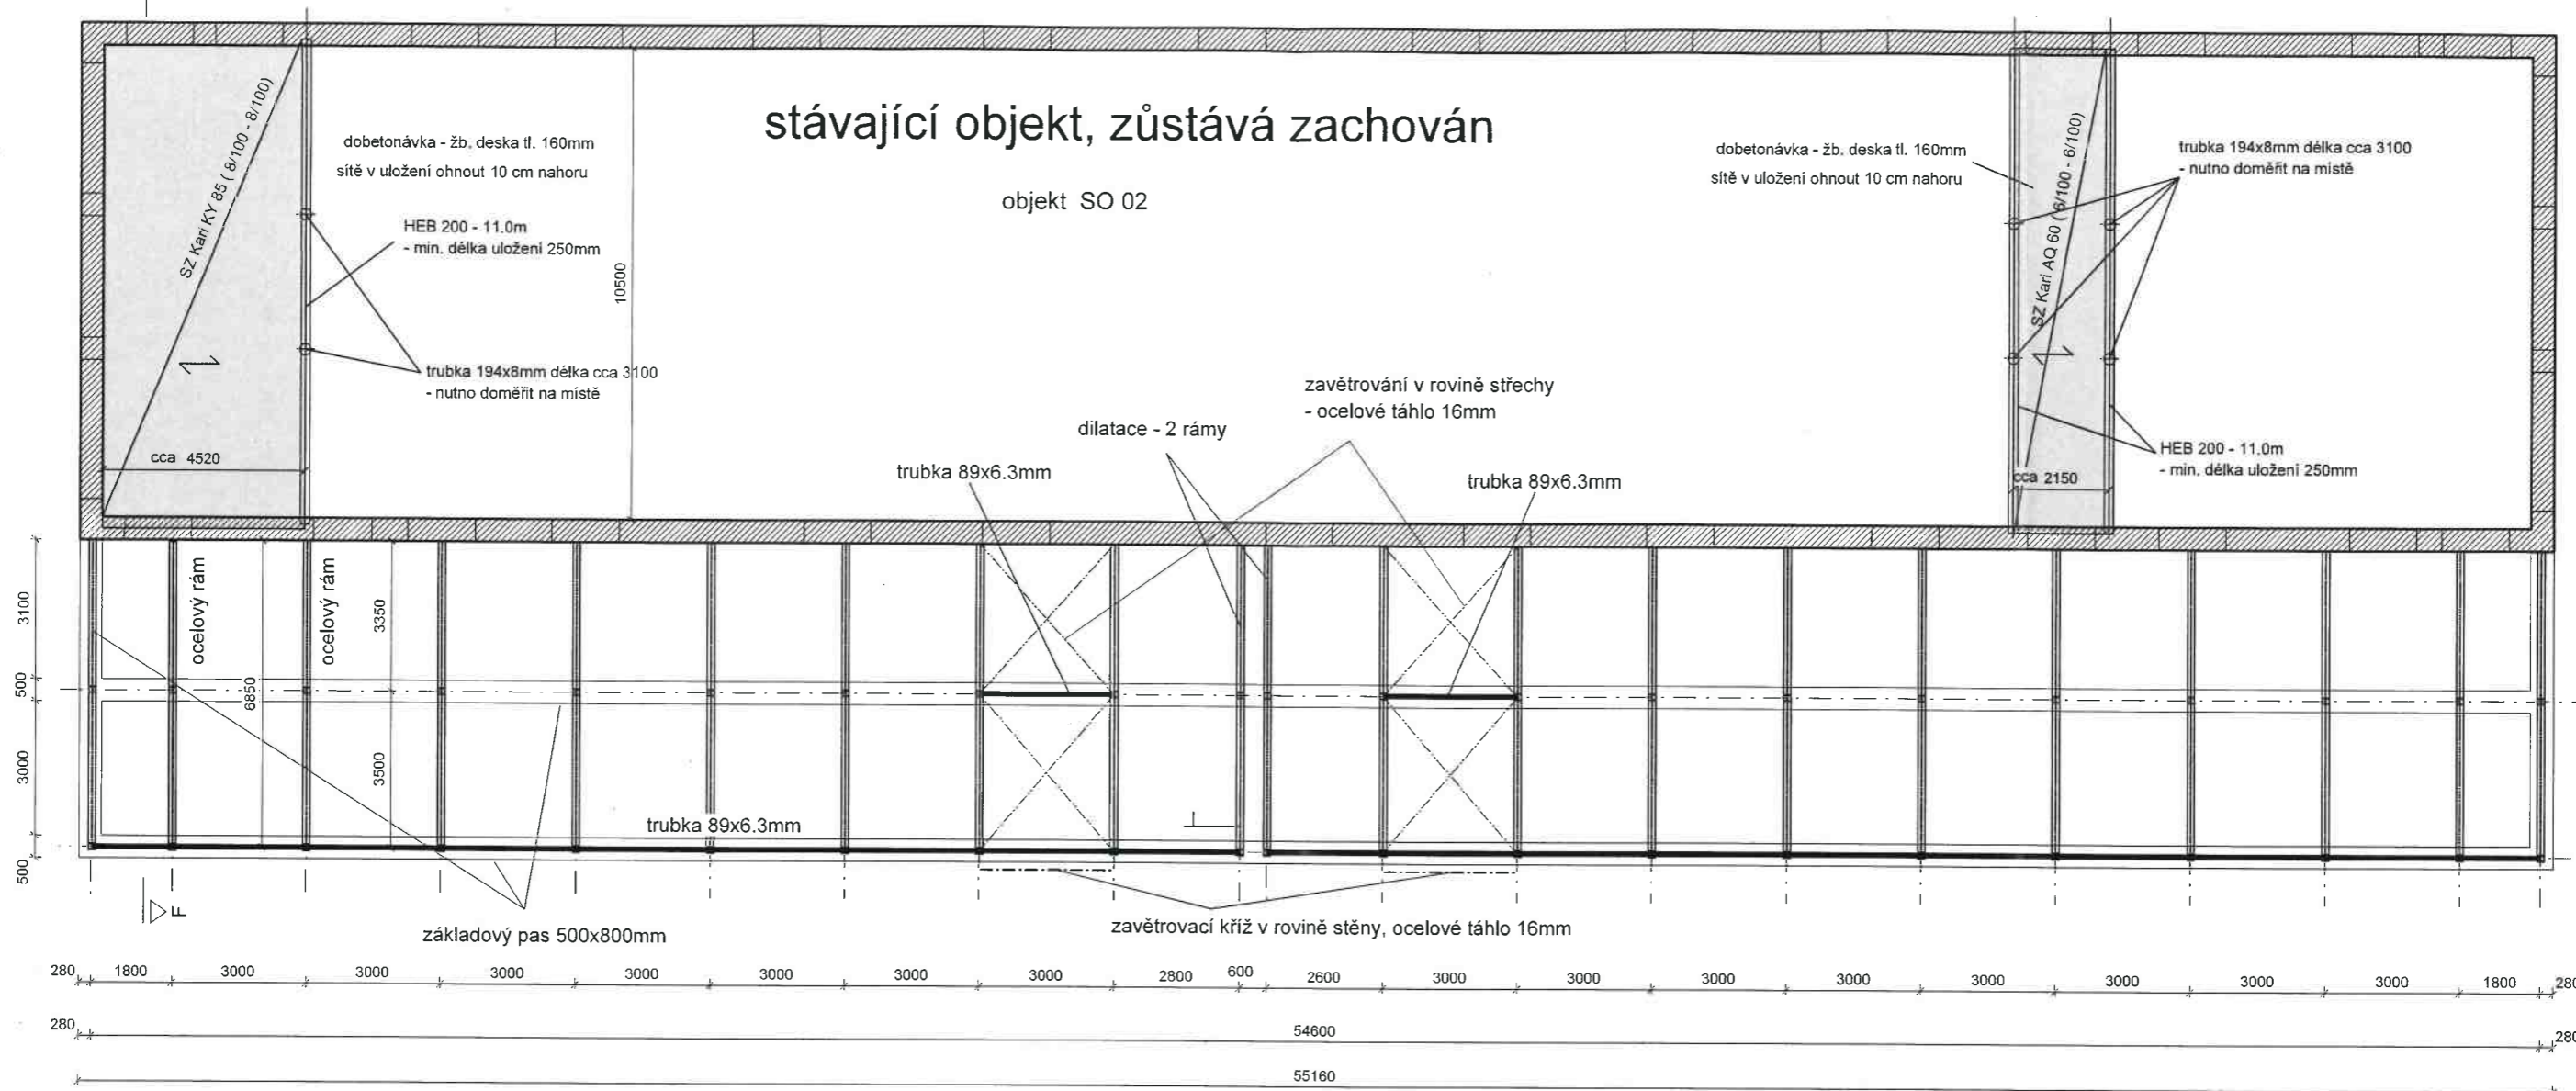 stávající objekt, zůstává zachován
objekt SO 02
SZ Kari KY 85 ( 8/100 - 8/100)
dobetonávka - žb. deska tl. 160mm
sítě v uložení ohnout 10 cm nahoru
HEB 200 - 11.0m
- min. délka uložení 250mm
trubka 194x8mm délka cca 3100
- nutno doměřit na místě
cca 4520
10500
dobetonávka - žb. deska tl. 160mm
sítě v uložení ohnout 10 cm nahoru
SZ Kari AQ 60 ( 6/100 - 6/100)
trubka 194x8mm délka cca 3100
- nutno doměřit na místě
HEB 200 - 11.0m
- min. délka uložení 250mm
cca 2150
zavětrování v rovině střechy
- ocelové táhlo 16mm
dilatace - 2 rámy
trubka 89x6.3mm
trubka 89x6.3mm
ocelový rám
ocelový rám
3100
500
3000
500
6850
3350
3500
trubka 89x6.3mm
F
základový pas 500x800mm
zavětrovací kříž v rovině stěny, ocelové táhlo 16mm
280 1800 3000 3000 3000 3000 3000 3000 3000 2800 600 2600 3000 3000 3000 3000 3000 3000 3000 3000 1800 280
280 54600 280
55160